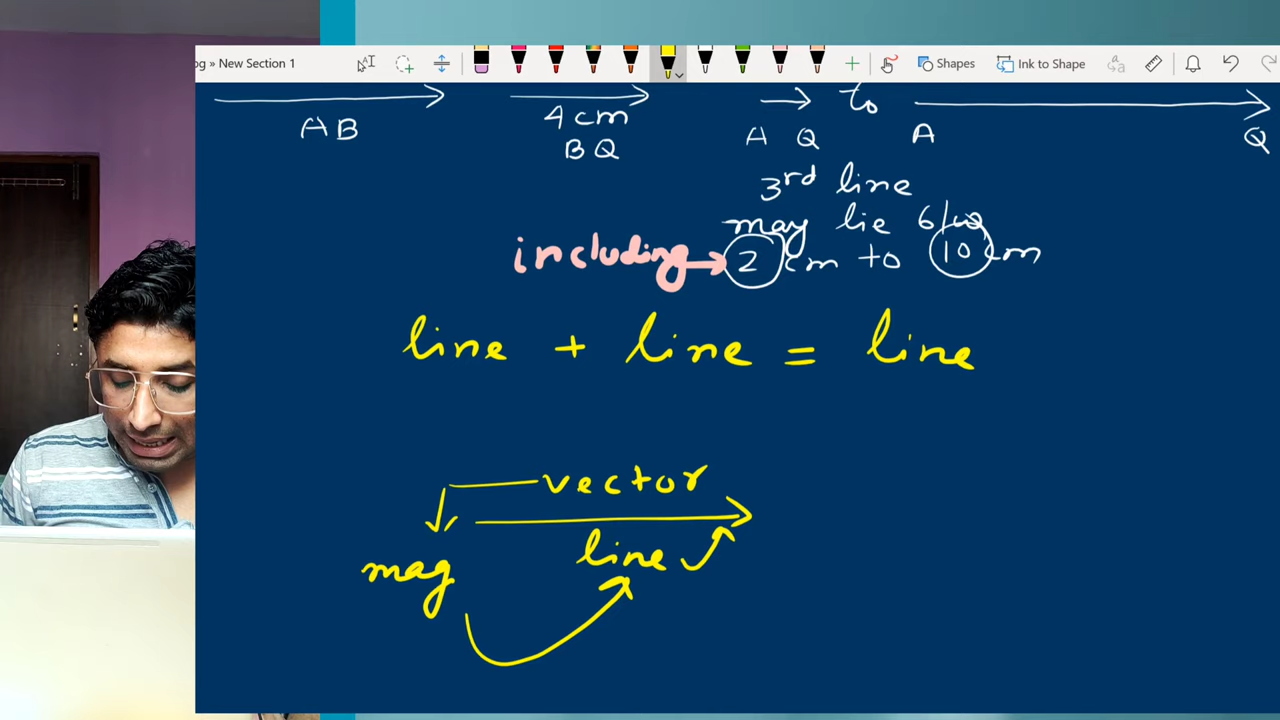 og » New Section 1
Shapes
Ink to Shape
to
AB
4cm
BQ
A Q
A
Q
3rd line
may lie
including → 2 cm to 10 cm
line + line = line
vector
line
mag